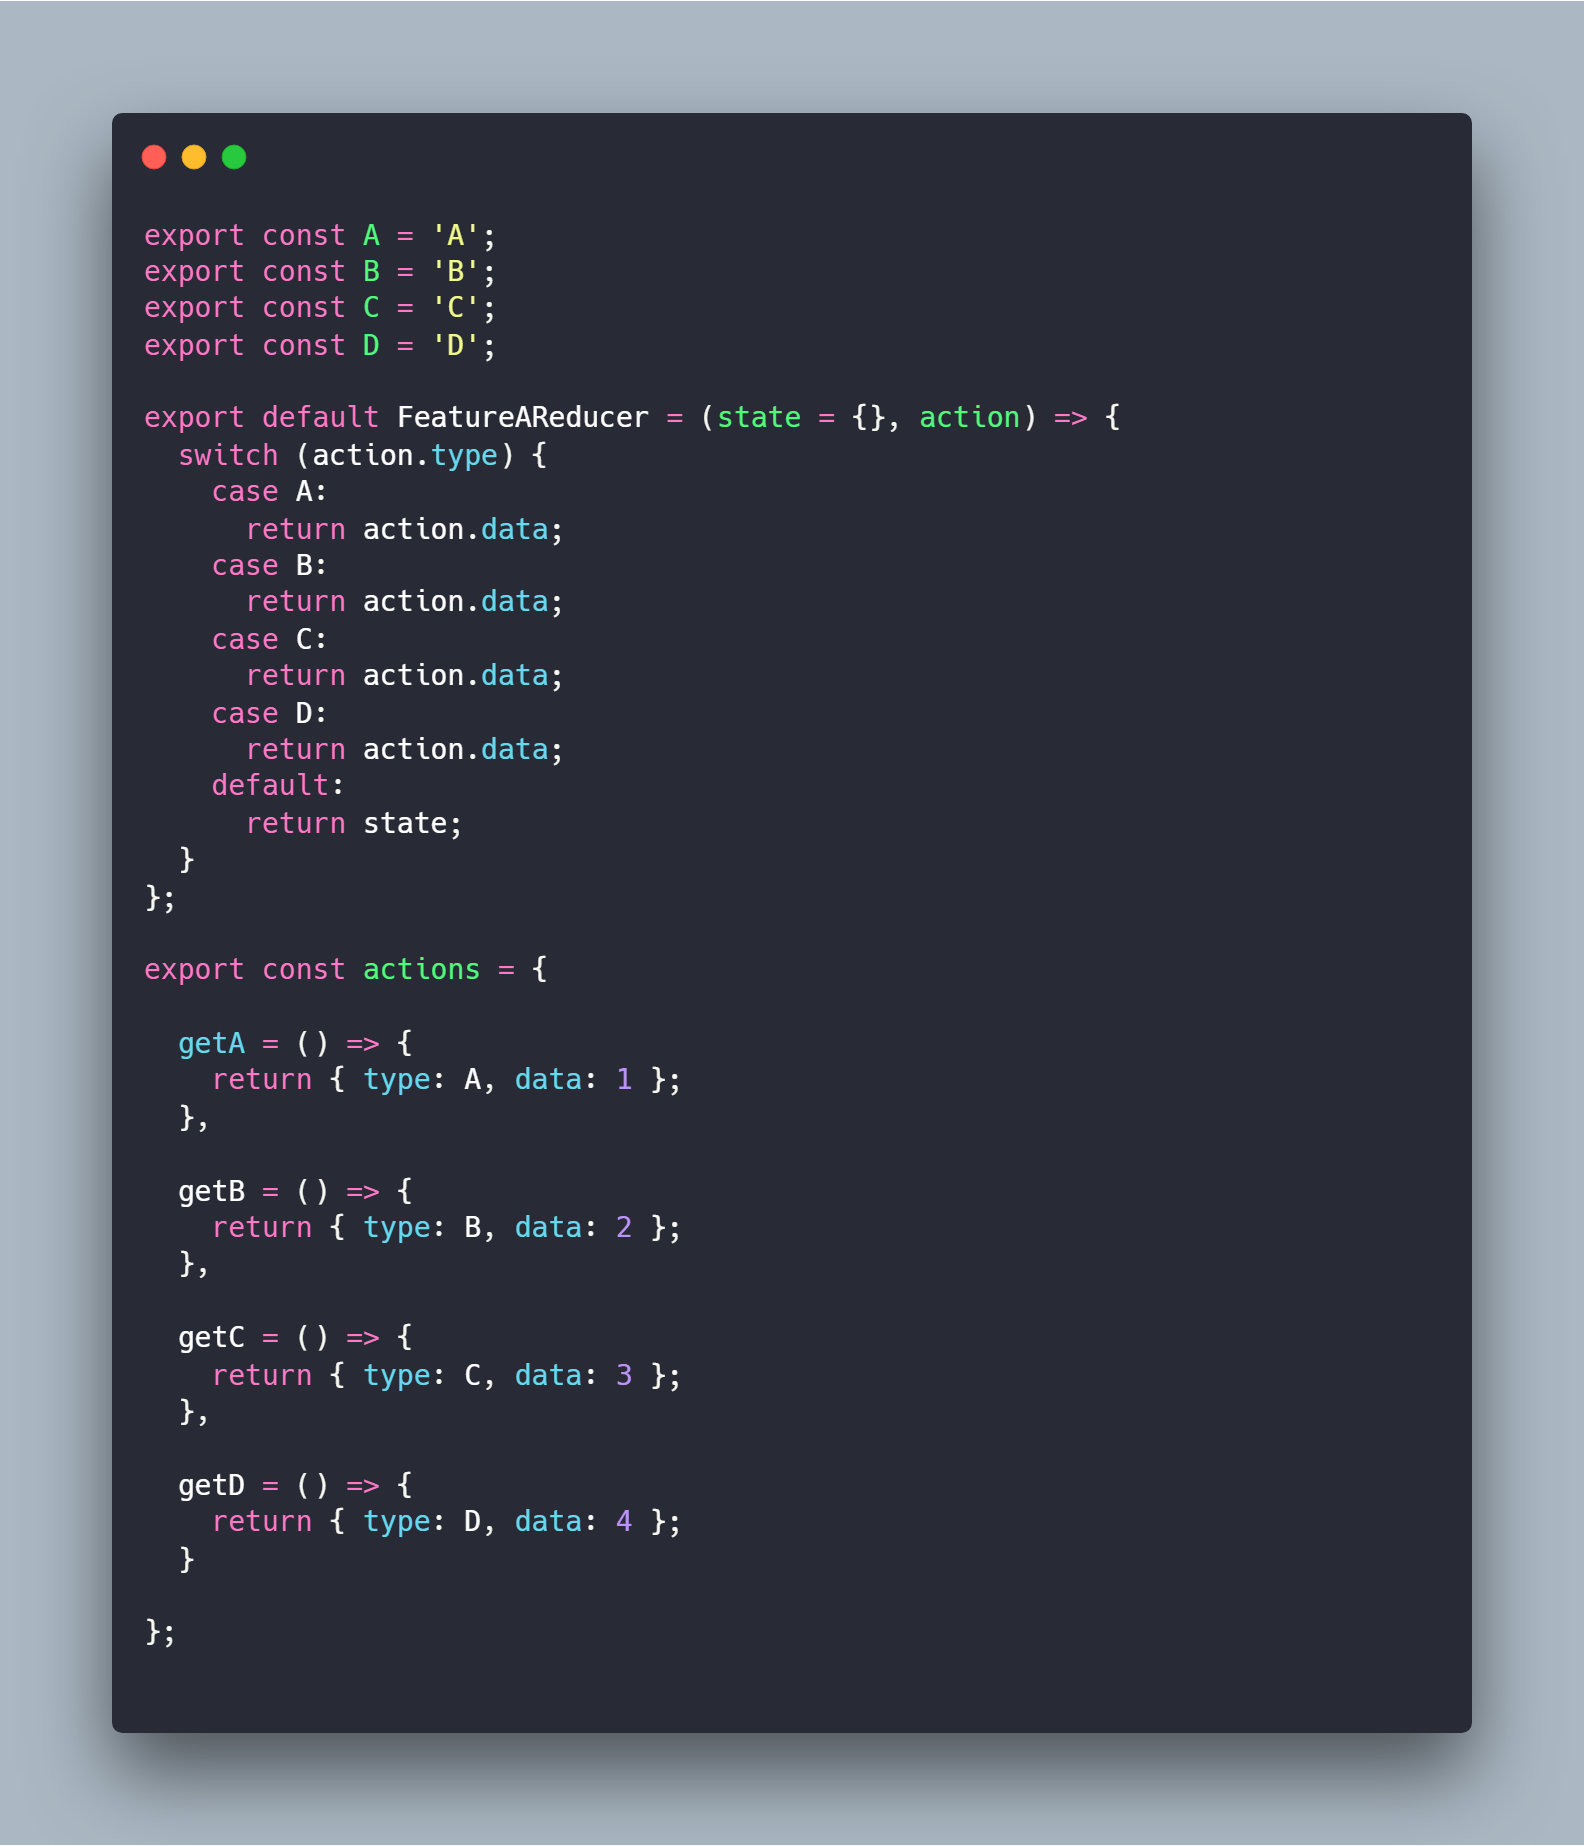 export const A = 'A';
export const B = 'B';
export const C = 'C';
export const D = 'D';
export default FeatureAReducer = (state = {}, action) => {
  switch (action.type) {
    case A:
      return action.data;
    case B:
      return action.data;
    case C:
      return action.data;
    case D:
      return action.data;
    default:
      return state;
  }
};
export const actions = {
  getA = () => {
    return { type: A, data: 1 };
  },
  getB = () => {
    return { type: B, data: 2 };
  },
  getC = () => {
    return { type: C, data: 3 };
  },
  getD = () => {
    return { type: D, data: 4 };
  }
};